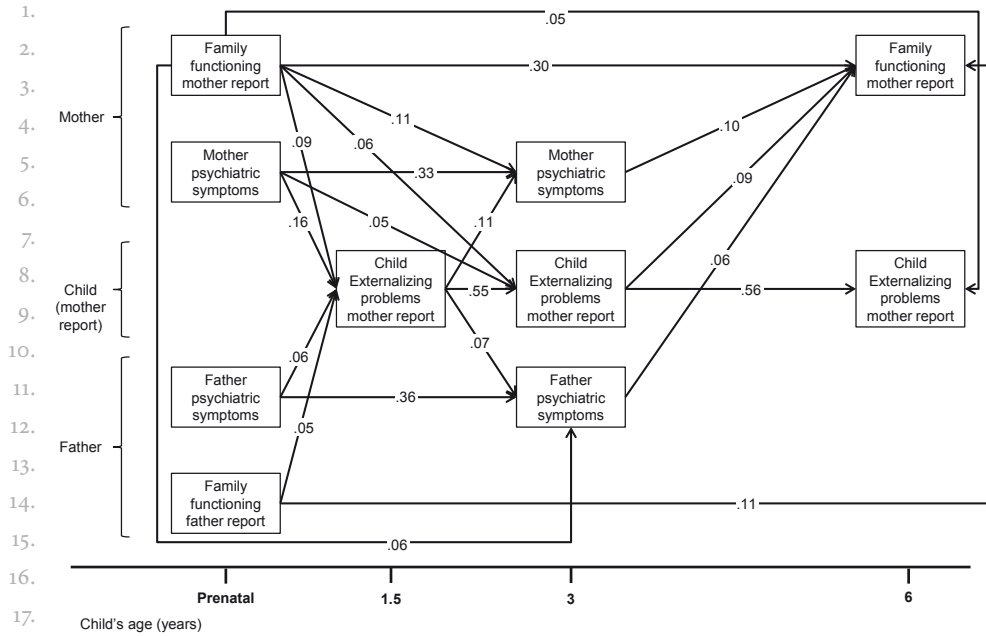 1.
.05
2.
Family
functioning
mother report
.30
Family
functioning
mother report
3.
Mother
4.
.11
.10
.09
.06
5.
Mother
psychiatric
symptoms
.33
Mother
psychiatric
symptoms
6.
.09
.16
.05
.11
7.
.06
8.
Child
(mother
report)
Child
Externalizing
problems
mother report
.55
Child
Externalizing
problems
mother report
.56
Child
Externalizing
problems
mother report
9.
10.
.06
.07
11.
Father
psychiatric
symptoms
.36
Father
psychiatric
symptoms
12.
.05
Father
13.
14.
Family
functioning
father report
.11
15.
.06
16.
Prenatal
1.5
3
6
17.
Child's age (years)